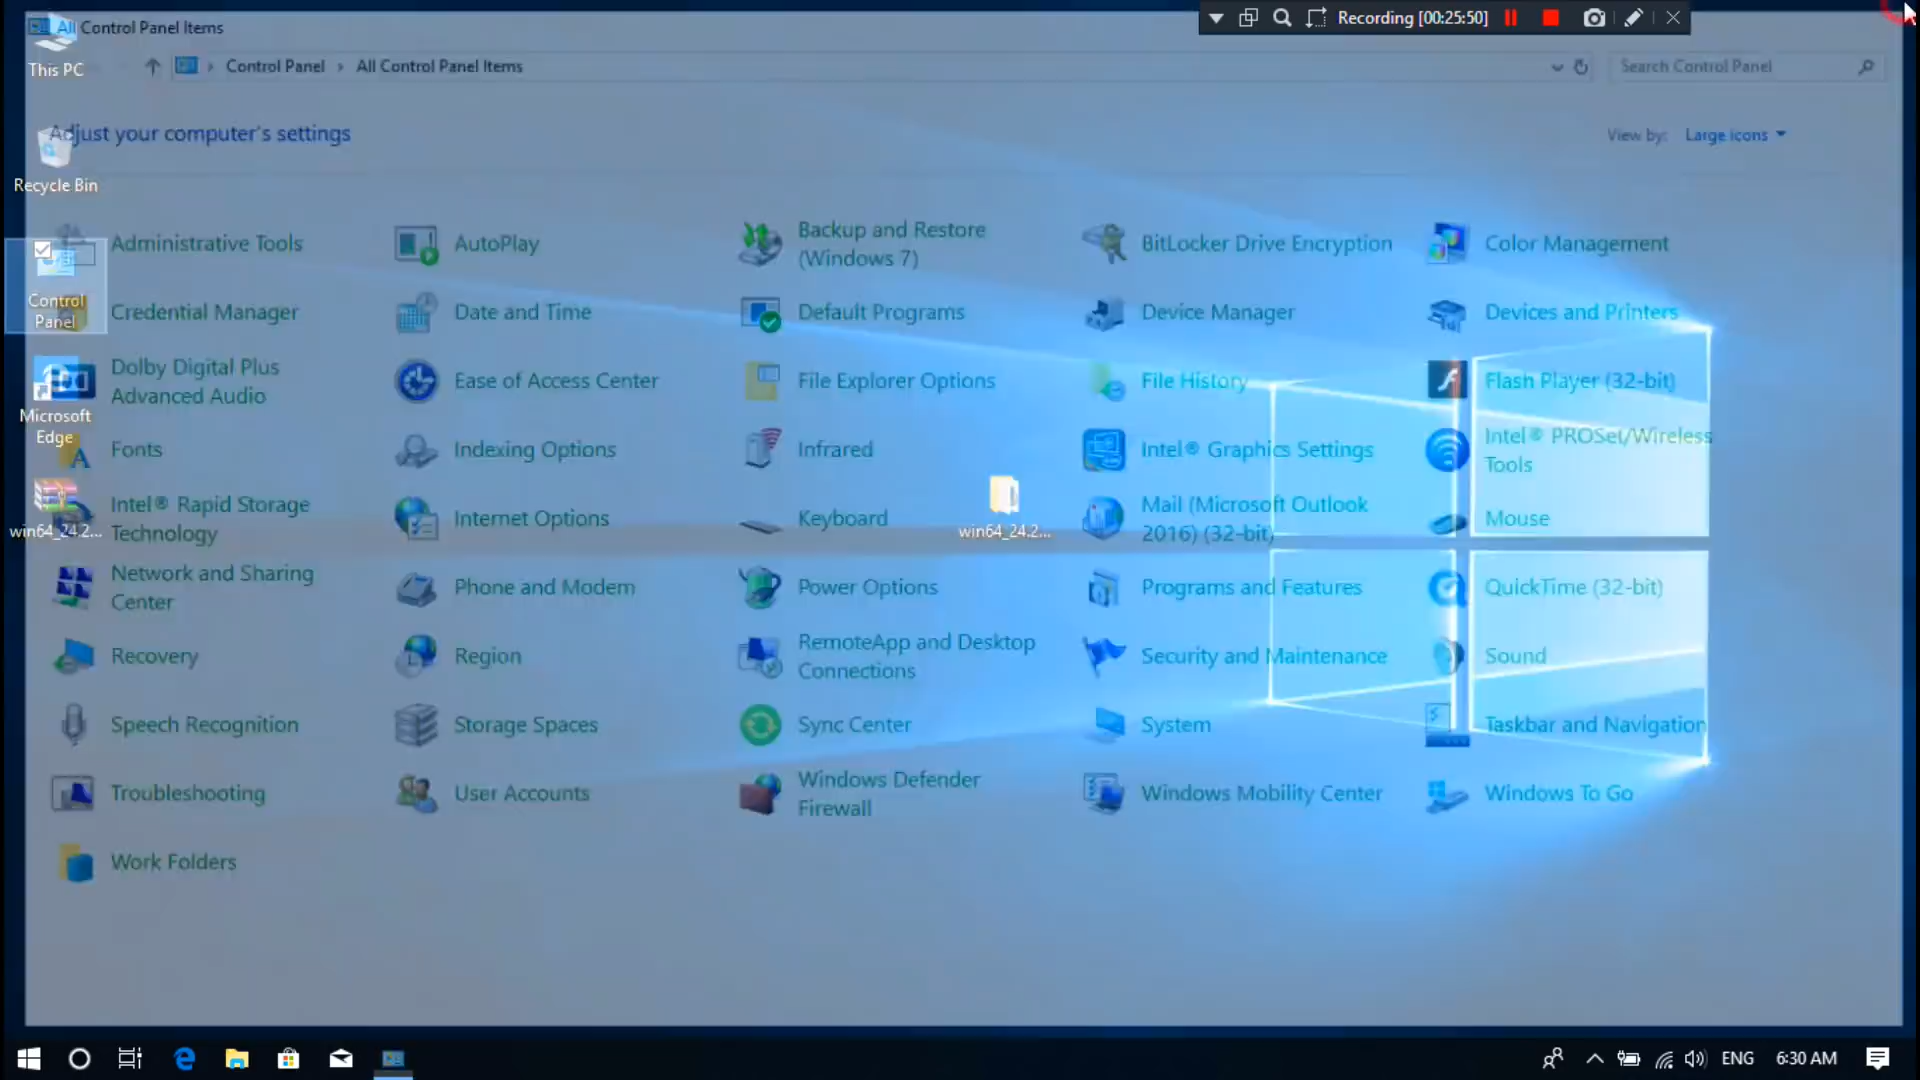 All Control Panel Items
Recording [00:25:50]
This PC
Control Panel > All Control Panel Items
Search Control Panel
Adjust your computer's settings
View by: Large icons
Recycle Bin
Control
Panel
Microsoft
Edge
win64_24.2...
win64_24.2...
Administrative Tools
AutoPlay
Backup and Restore
(Windows 7)
BitLocker Drive Encryption
Color Management
Credential Manager
Date and Time
Default Programs
Device Manager
Devices and Printers
Dolby Digital Plus
Advanced Audio
Ease of Access Center
File Explorer Options
File History
Flash Player (32-bit)
Fonts
Indexing Options
Infrared
Intel® Graphics Settings
Intel® PROSet/Wireless
Tools
Intel® Rapid Storage
Technology
Internet Options
Keyboard
Mail (Microsoft Outlook
2016) (32-bit)
Mouse
Network and Sharing
Center
Phone and Modem
Power Options
Programs and Features
QuickTime (32-bit)
Recovery
Region
RemoteApp and Desktop
Connections
Security and Maintenance
Sound
Speech Recognition
Storage Spaces
Sync Center
System
Taskbar and Navigation
Troubleshooting
User Accounts
Windows Defender
Firewall
Windows Mobility Center
Windows To Go
Work Folders
ENG
6:30 AM